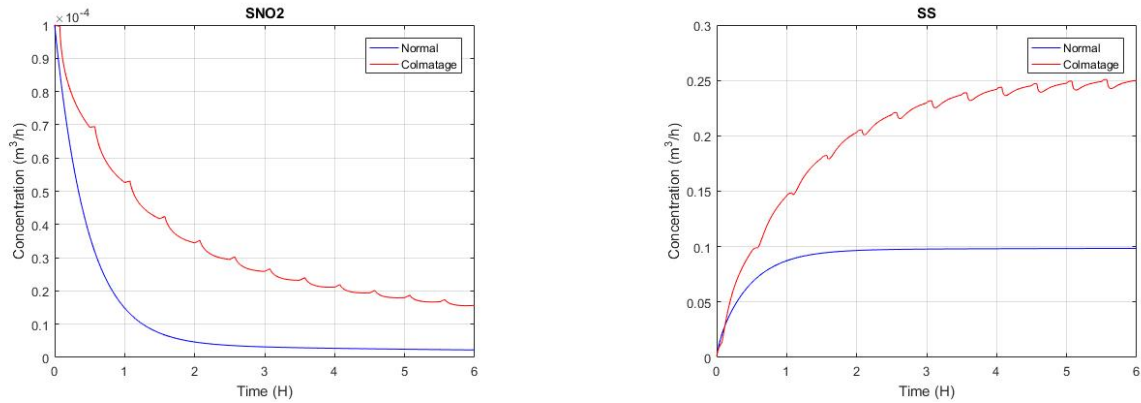 SNO2
×10⁻⁴
1
0.9
0.8
0.7
0.6
0.5
0.4
0.3
0.2
0.1
0
0 1 2 3 4 5 6
Concentration (m³/h)
Time (H)
Normal
Colmatage
SS
0.3
0.25
0.2
0.15
0.1
0.05
0
0 1 2 3 4 5 6
Concentration (m³/h)
Time (H)
Normal
Colmatage